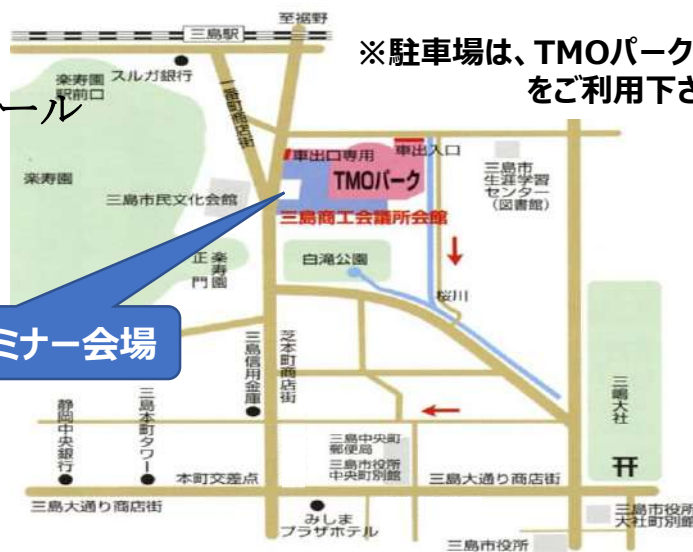 至裾野
三島駅
※駐車場は、TMOパーク
をご利用下さ
楽寿園
駅前口
スルガ銀行
ール
一番町商店街
車出口専用
車出入口
TMOパーク
三島市
生涯学習
センター
（図書館）
楽寿園
三島市民文化会館
三島商工会議所会館
楽寿園
正門
白滝公園
桜川
ミナー会場
三島信用金庫
芝本町商店街
三嶋大社
静岡中央銀行
三島本町タワー
三島中央町
郵便局
三島市役所
中央町別館
本町交差点
三島大通り商店街
三島大通り商店街
みしま
プラザホテル
三島市役所
大社町別館
三島市役所